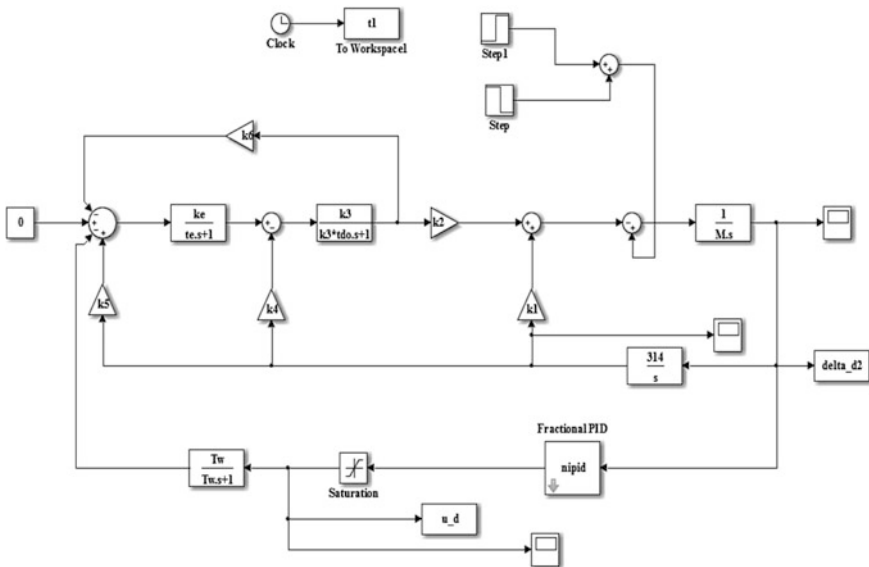 t1
Clock
To Workspace1
Step1
Step
k6
0
ke
te.s+1
k3
k3*tdo.s+1
k2
1
M.s
k5
k4
k1
314
s
delta_d2
Fractional PID
nipid
Tw
Tw.s+1
Saturation
u_d